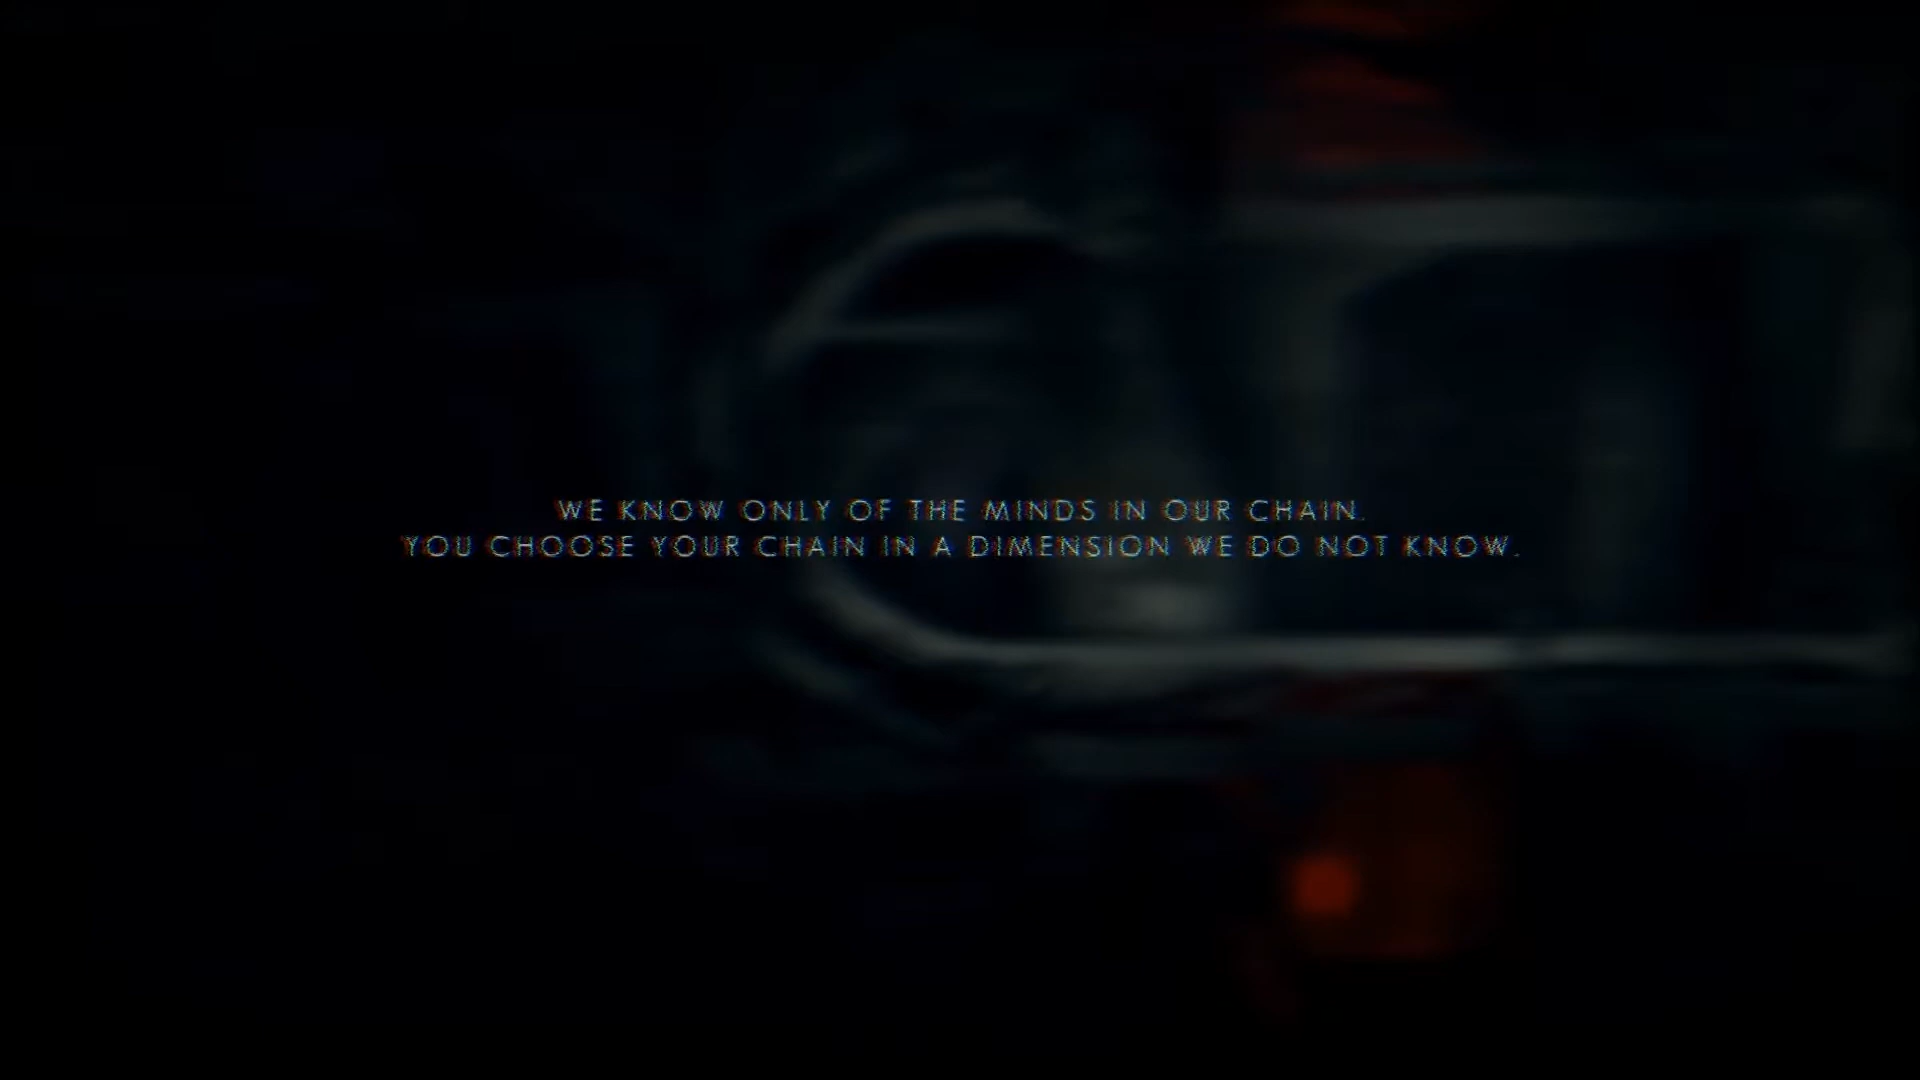 WE KNOW ONLY OF THE MINDS IN OUR CHAIN.
YOU CHOOSE YOUR CHAIN IN A DIMENSION WE DO NOT KNOW.